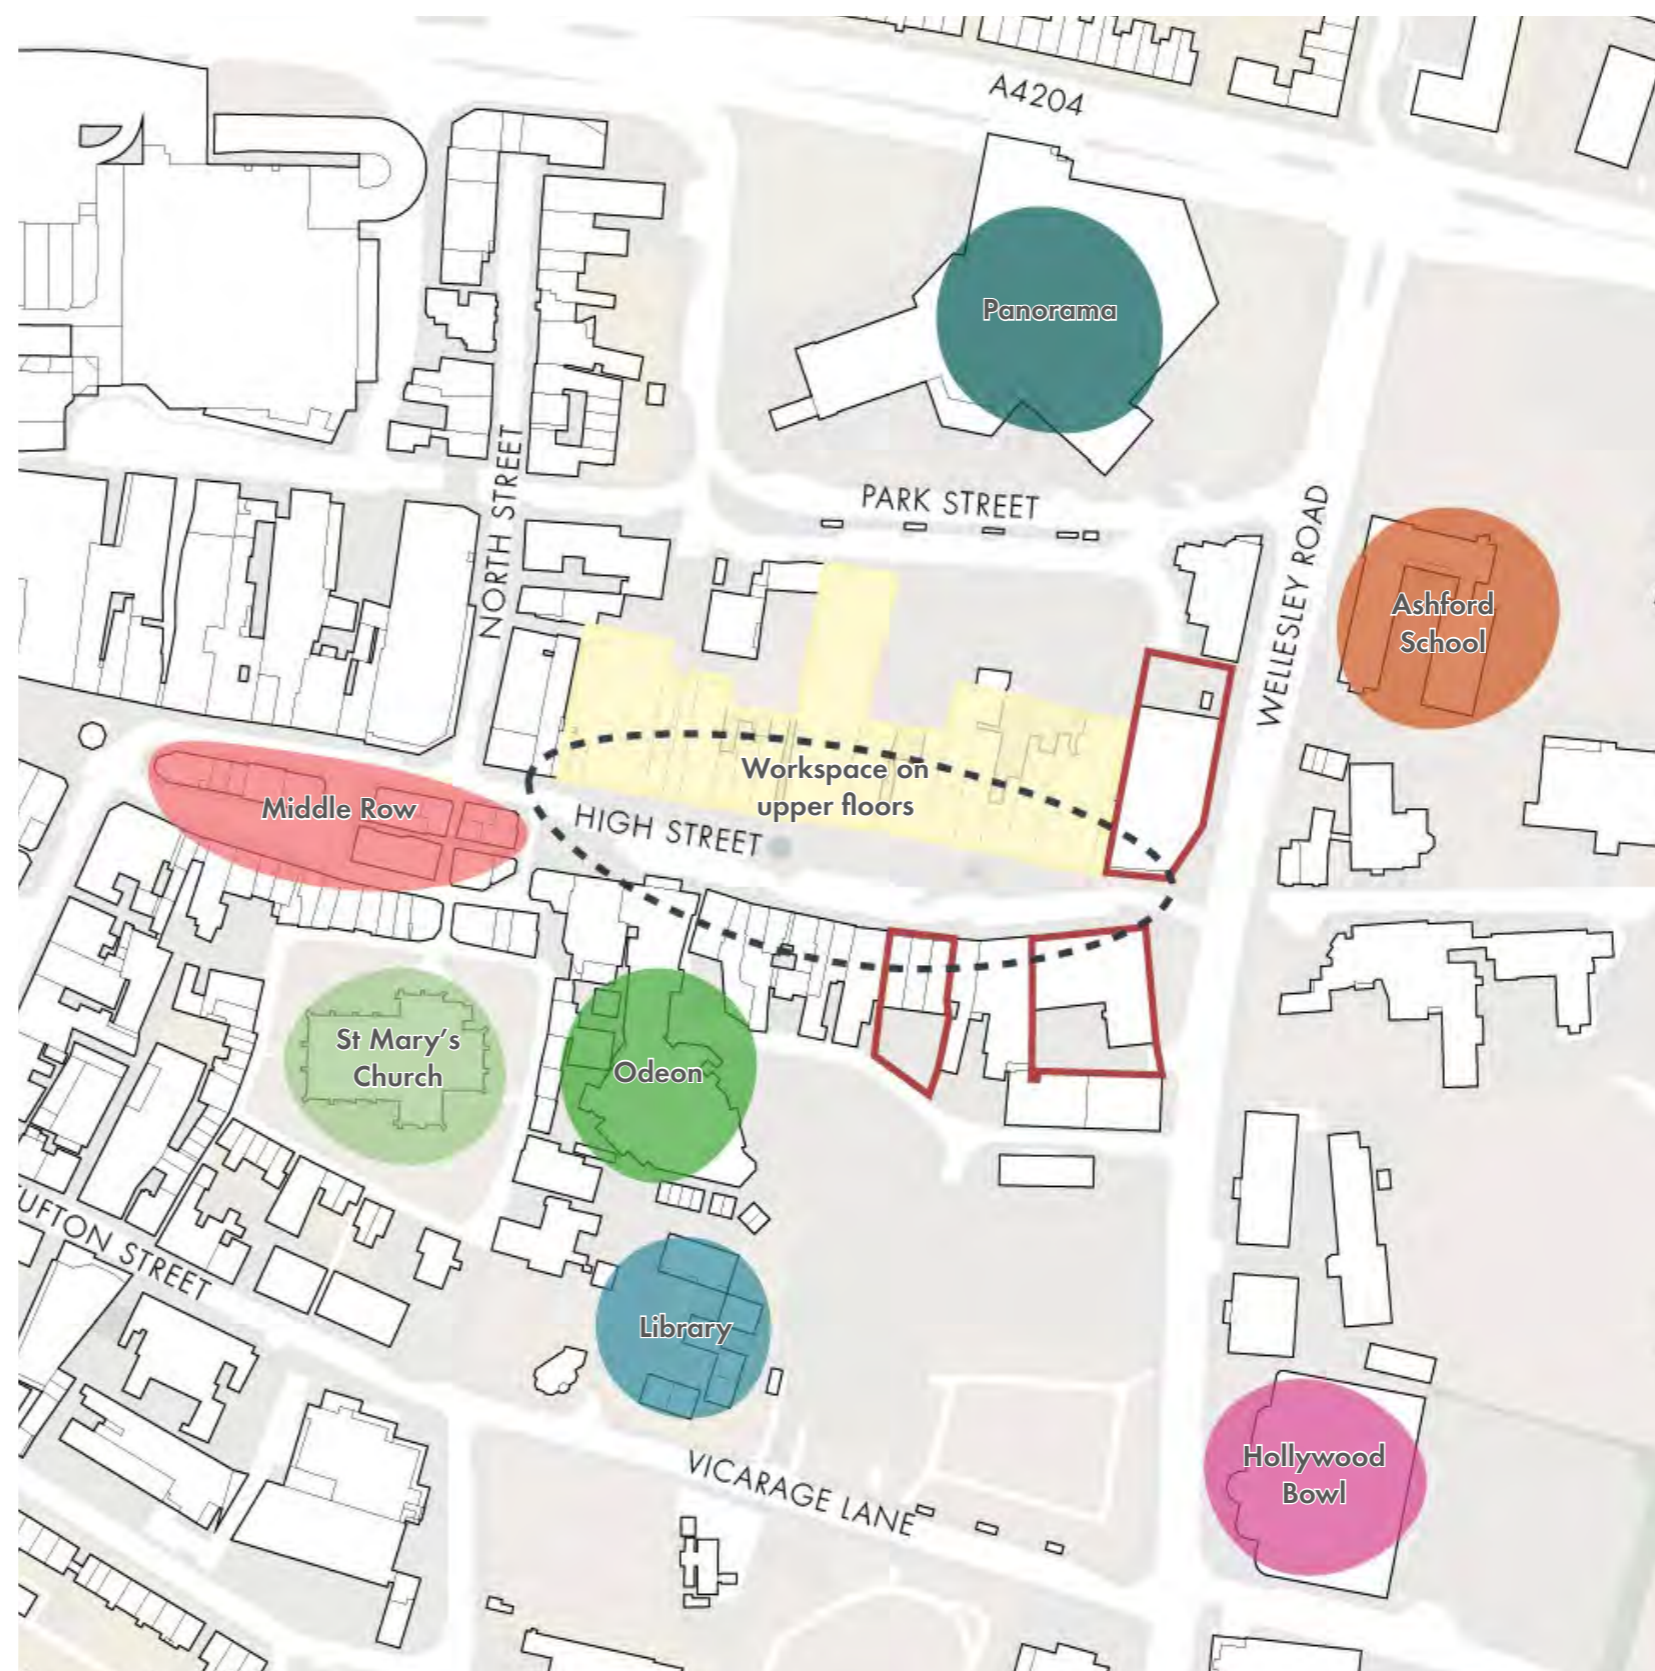 A4204
Panorama
PARK STREET
NORTH STREET
WELLESLEY ROAD
Ashford
School
Workspace on
upper floors
Middle Row
HIGH STREET
St Mary's
Church
Odeon
UFTON STREET
Library
VICARAGE LANE
Hollywood
Bowl